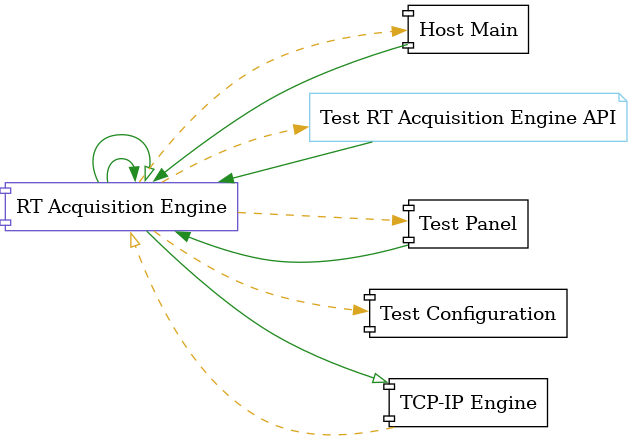 Host Main
Test RT Acquisition Engine API
RT Acquisition Engine
Test Panel
Test Configuration
TCP-IP Engine